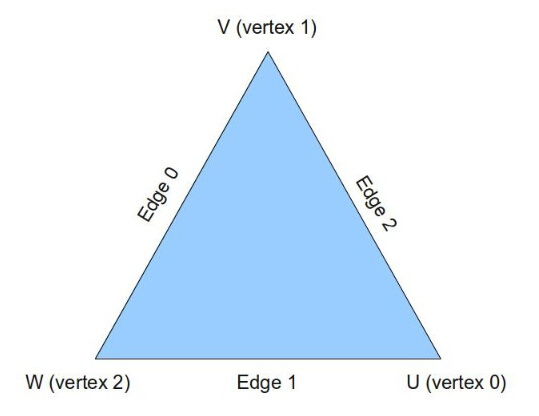 V (vertex 1)
Edge 0
Edge 2
W (vertex 2)
Edge 1
U (vertex 0)